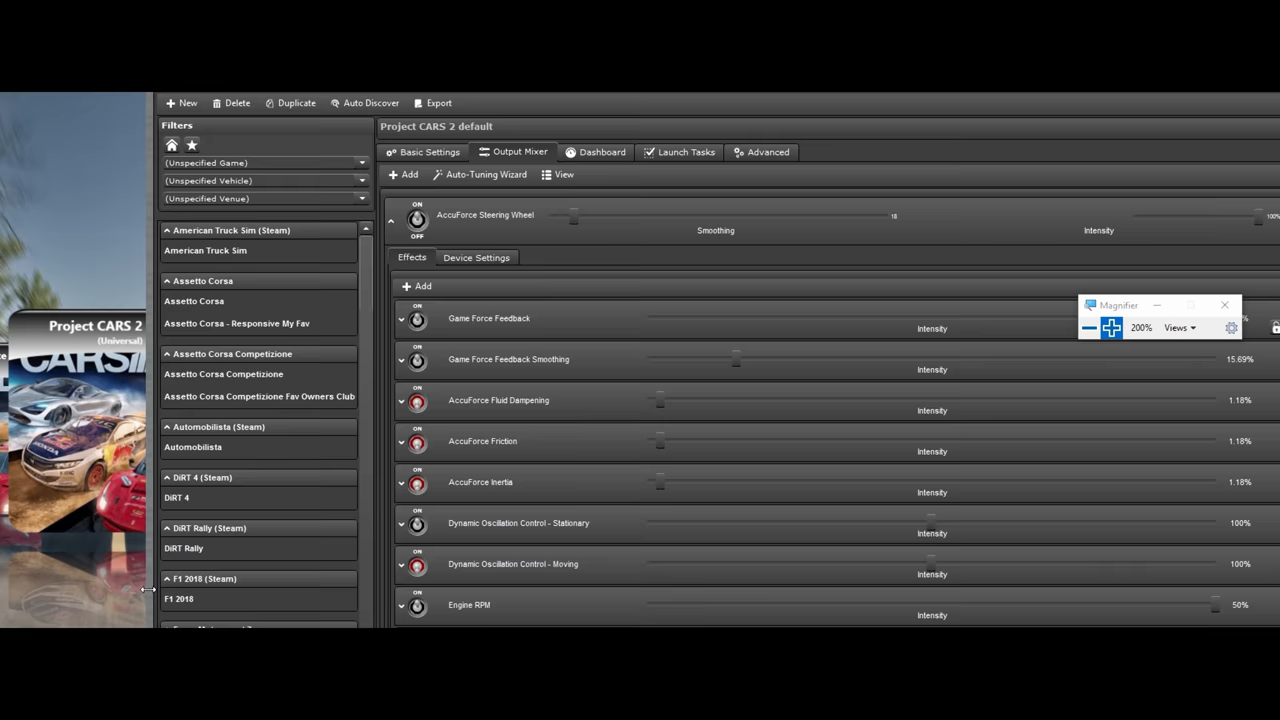 New Delete Duplicate Auto Discover Export
Filters
(Unspecified Game)
(Unspecified Vehicle)
(Unspecified Venue)
American Truck Sim (Steam)
American Truck Sim
Assetto Corsa
Assetto Corsa
Assetto Corsa - Responsive My Fav
Assetto Corsa Competizione
Assetto Corsa Competizione
Assetto Corsa Competizione Fav Owners Club
Automobilista (Steam)
Automobilista
DiRT 4 (Steam)
DiRT 4
DiRT Rally (Steam)
DiRT Rally
F1 2018 (Steam)
F1 2018
Project CARS 2
(Universal)
CARS
HONDA
Project CARS 2 default
Basic Settings Output Mixer Dashboard Launch Tasks Advanced
Add Auto-Tuning Wizard View
ON
AccuForce Steering Wheel 18 100%
OFF
Smoothing Intensity
Effects Device Settings
Add
ON
Game Force Feedback
Intensity
ON
Game Force Feedback Smoothing 15.69%
Intensity
ON
AccuForce Fluid Dampening 1.18%
Intensity
ON
AccuForce Friction 1.18%
Intensity
ON
AccuForce Inertia 1.18%
Intensity
ON
Dynamic Oscillation Control - Stationary 100%
Intensity
ON
Dynamic Oscillation Control - Moving 100%
Intensity
ON
Engine RPM 50%
Intensity
Magnifier
200% Views